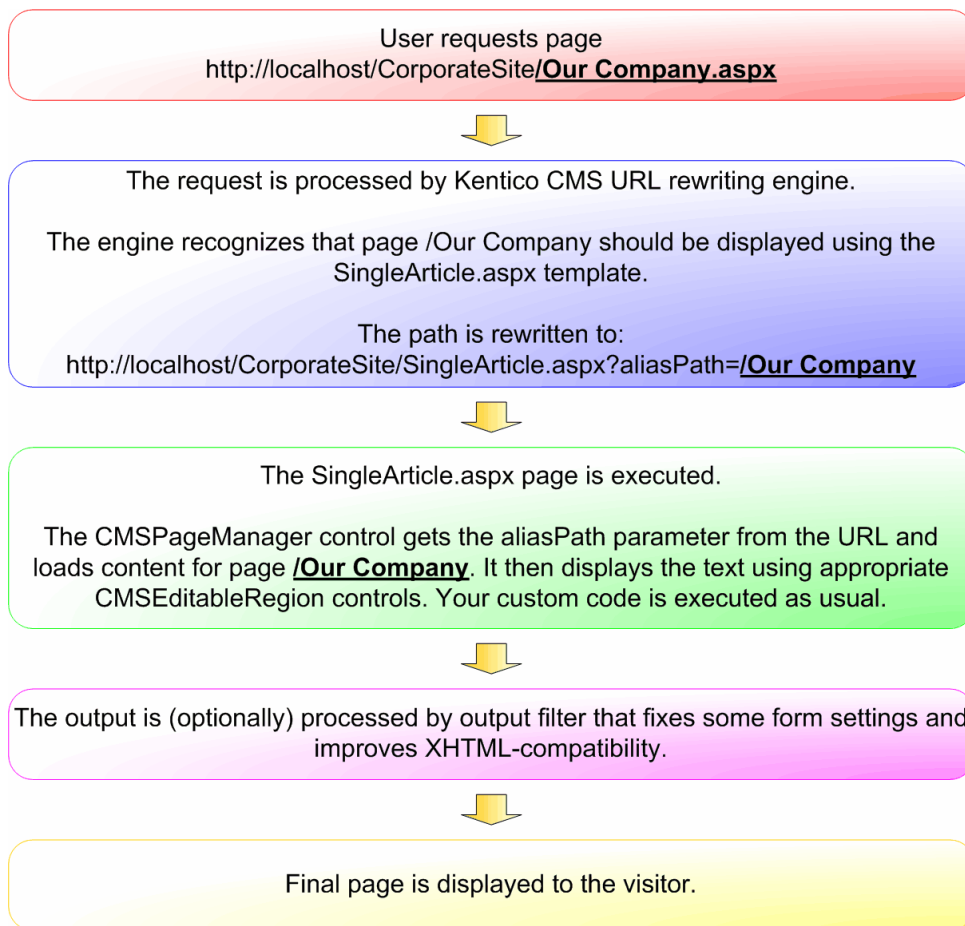 User requests page
http://localhost/CorporateSite/Our Company.aspx
The request is processed by Kentico CMS URL rewriting engine.
The engine recognizes that page /Our Company should be displayed using the
SingleArticle.aspx template.
The path is rewritten to:
http://localhost/CorporateSite/SingleArticle.aspx?aliasPath=/Our Company
The SingleArticle.aspx page is executed.
The CMSPageManager control gets the aliasPath parameter from the URL and
loads content for page /Our Company. It then displays the text using appropriate
CMSEditableRegion controls. Your custom code is executed as usual.
The output is (optionally) processed by output filter that fixes some form settings and
improves XHTML-compatibility.
Final page is displayed to the visitor.